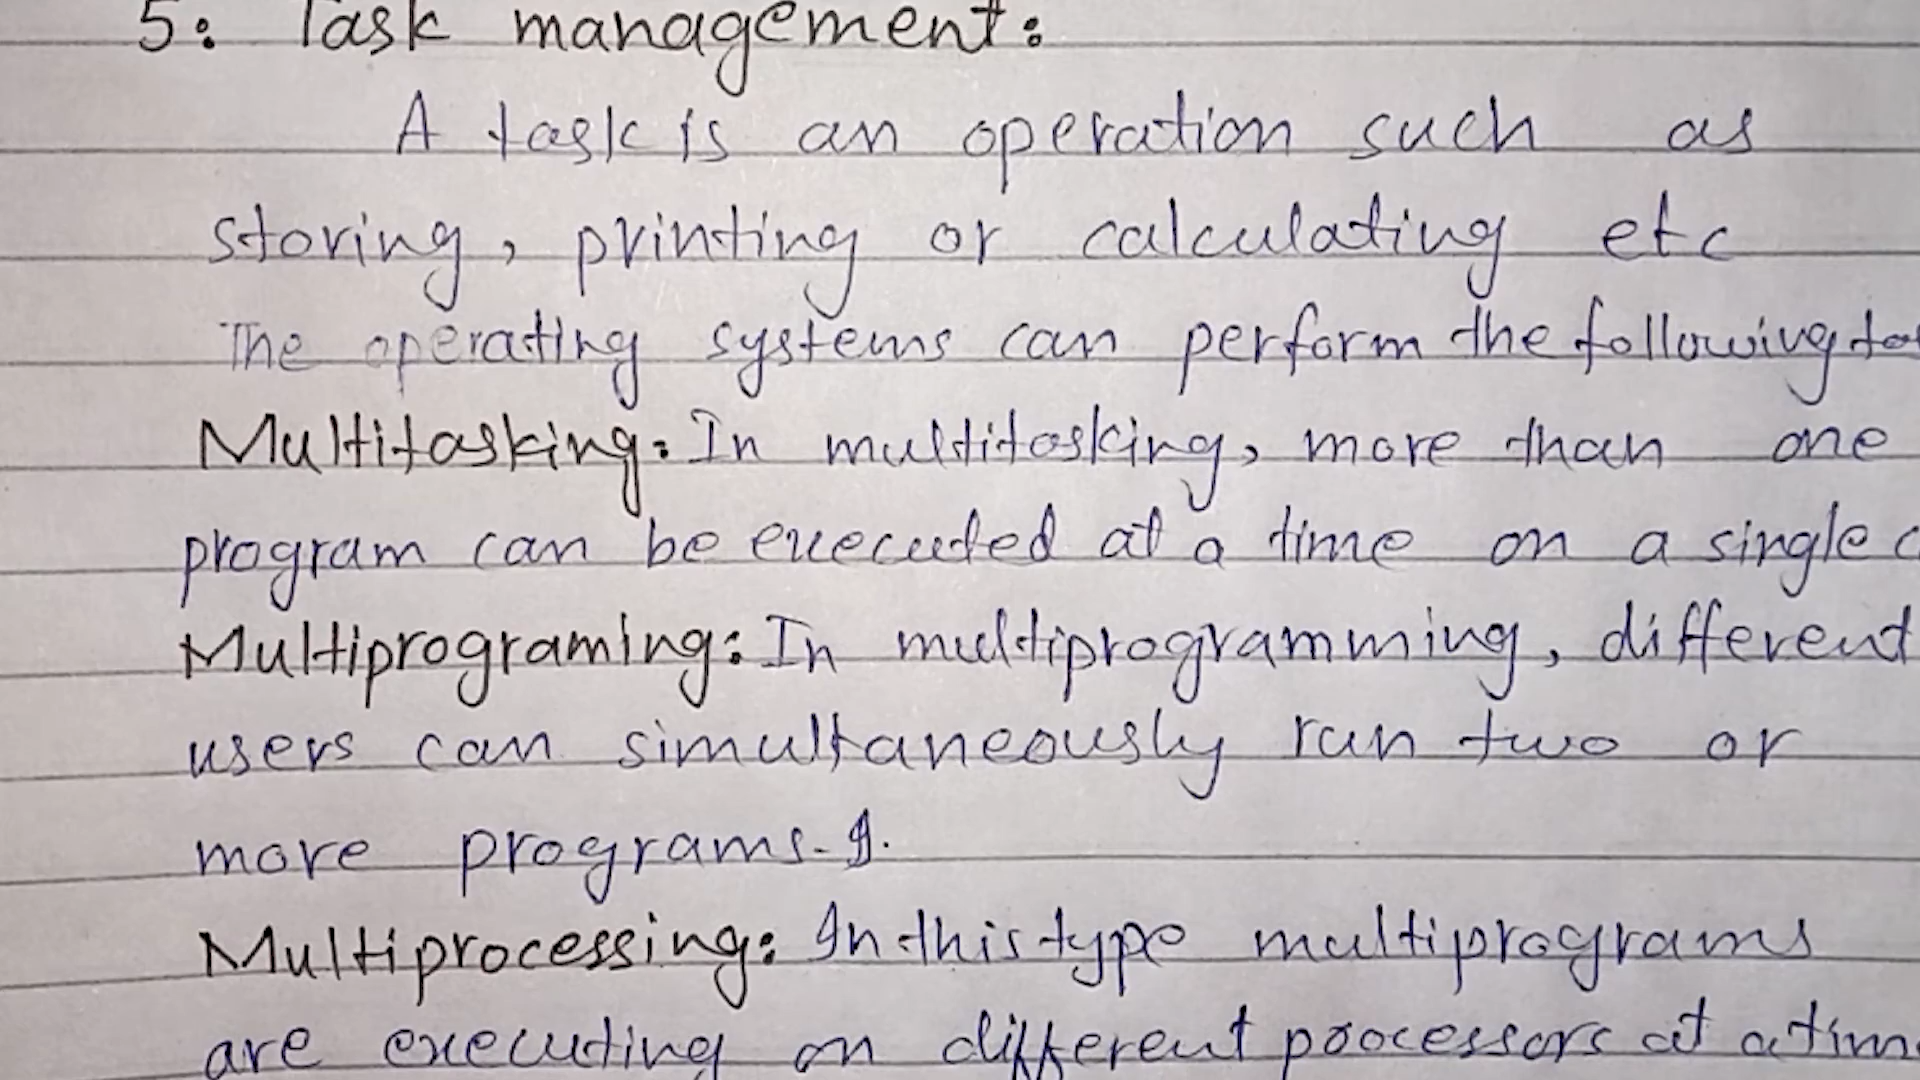 5: Task management:
A task is an operation such as
storing, printing or calculating etc
The operating systems can perform the following
Multitasking: In multitasking, more than one
program can be executed at a time on a single
Multiprograming: In multiprogramming, different
users can simultaneously run two or
more programs.
Multiprocessing: In this type multiprograms
are executing on different processors at a tim